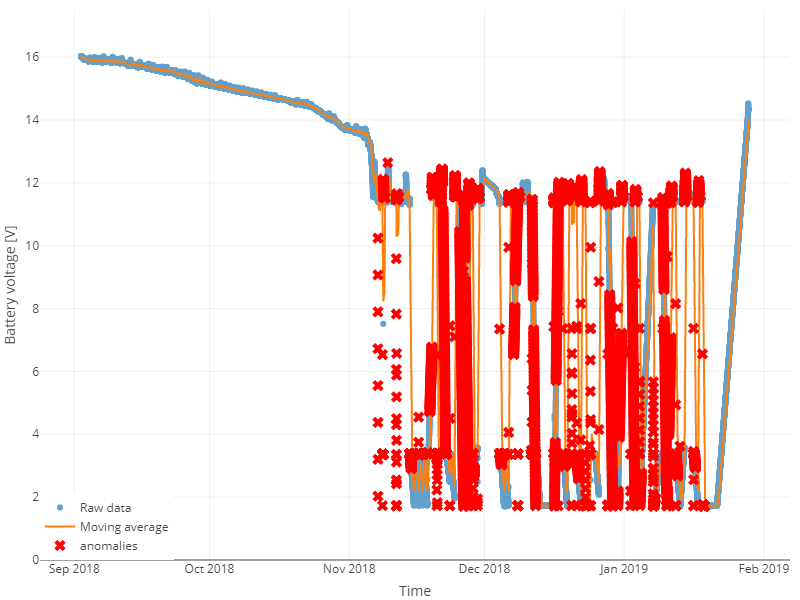 16
14
12
10
8
6
4
2
0
Battery voltage [V]
Raw data
Moving average
anomalies
Sep 2018 Oct 2018 Nov 2018 Dec 2018 Jan 2019 Feb 2019
Time